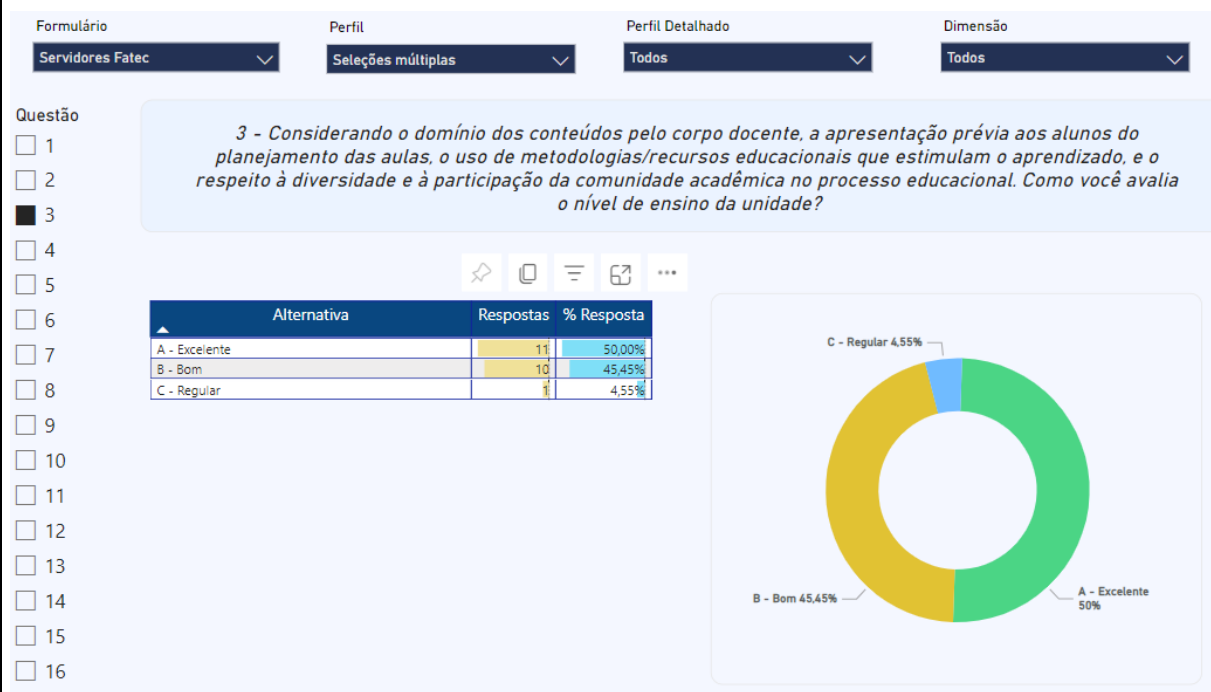 Formulário
Servidores Fatec
Perfil
Seleções múltiplas
Perfil Detalhado
Todos
Dimensão
Todos
Questão
1
2
3
4
5
6
7
8
9
10
11
12
13
14
15
16
3 - Considerando o domínio dos conteúdos pelo corpo docente, a apresentação prévia aos alunos do
planejamento das aulas, o uso de metodologias/recursos educacionais que estimulam o aprendizado, e o
respeito à diversidade e à participação da comunidade acadêmica no processo educacional. Como você avalia
o nível de ensino da unidade?
Alternativa Respostas % Resposta
A - Excelente 11 50,00%
B - Bom 10 45,45%
C - Regular 1 4,55%
C - Regular 4,55%
B - Bom 45,45%
A - Excelente
50%